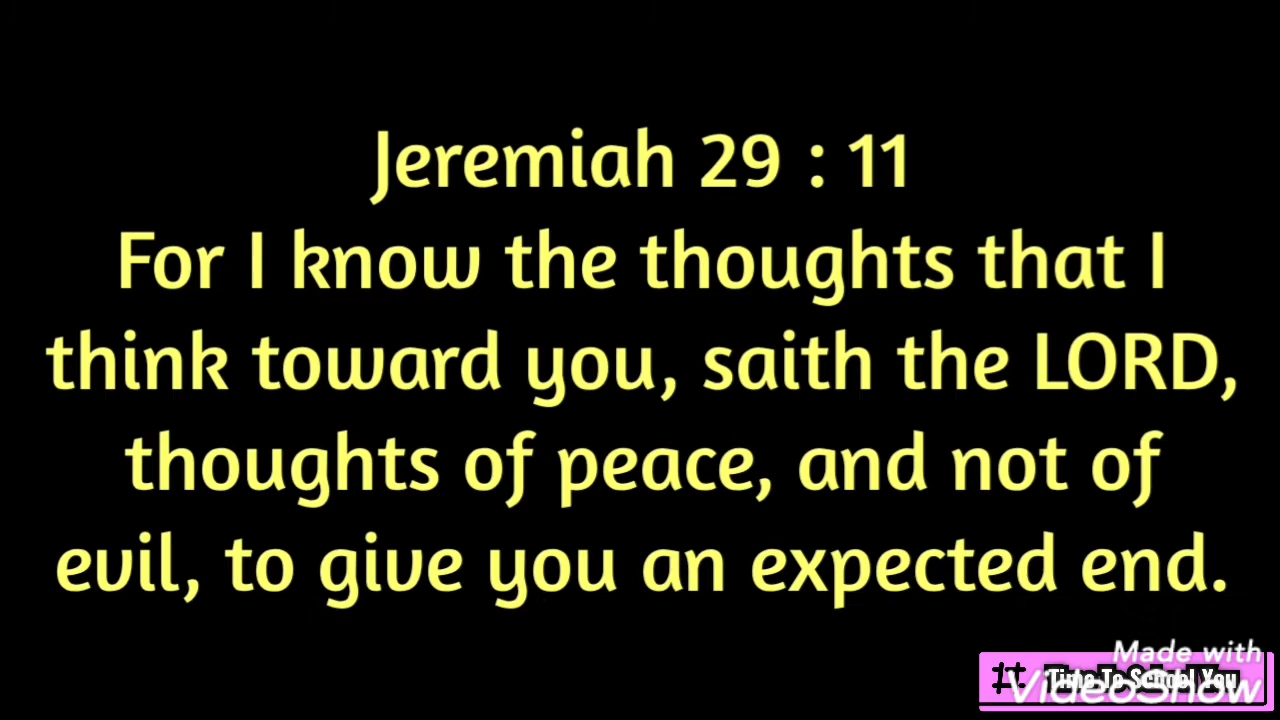 Jeremiah 29 : 11
For I know the thoughts that I
think toward you, saith the LORD,
thoughts of peace, and not of
evil, to give you an expected end.
Made with
VideoShow
# Time To School You